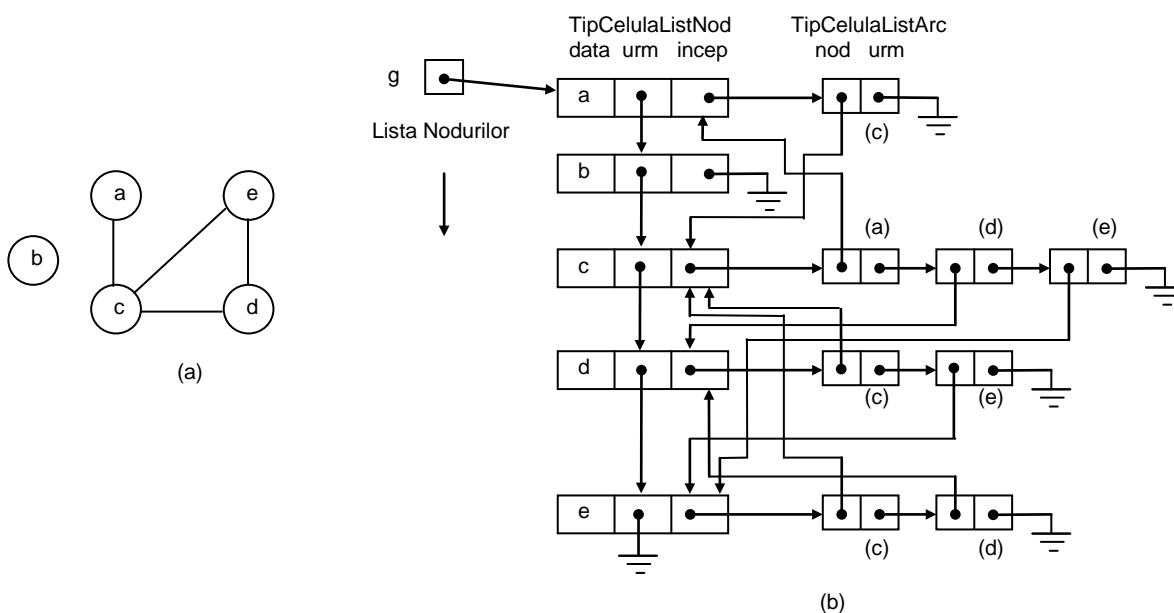 TipCelulaListNod TipCelulaListArc
data urm incep nod urm
g
a
(c)
Lista Nodurilor
b
a e
b
c d
(a)
(a) (d) (e)
c
d
(c) (e)
e
(c) (d)
(b)